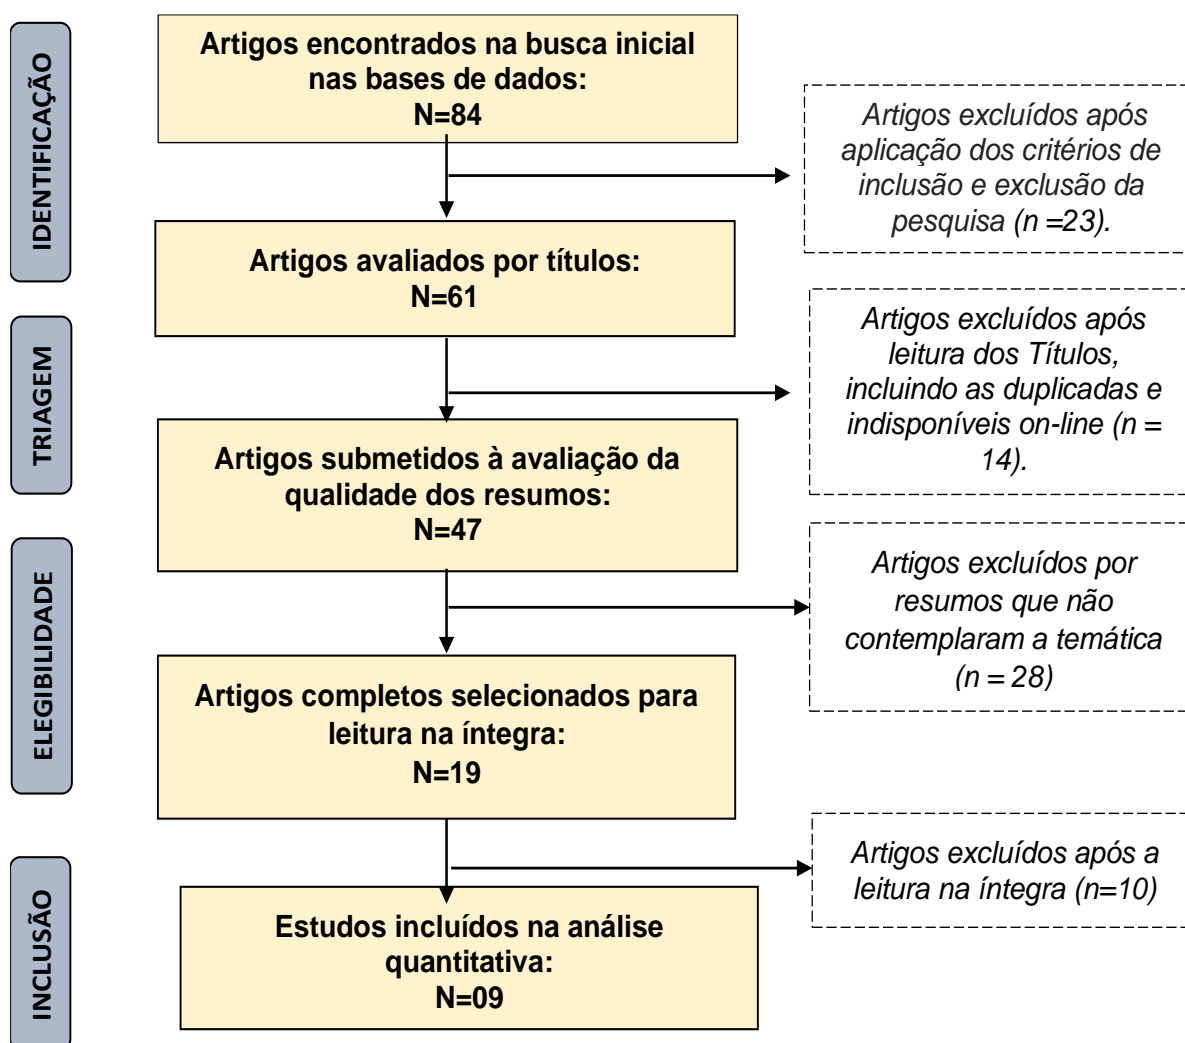 IDENTIFICAÇÃO
Artigos encontrados na busca inicial
nas bases de dados:
N=84
Artigos excluídos após
aplicação dos critérios de
inclusão e exclusão da
pesquisa (n =23).
Artigos avaliados por títulos:
N=61
TRIAGEM
Artigos excluídos após
leitura dos Títulos,
incluindo as duplicadas e
indisponíveis on-line (n =
14).
Artigos submetidos à avaliação da
qualidade dos resumos:
N=47
ELEGIBILIDADE
Artigos excluídos por
resumos que não
contemplaram a temática
(n = 28)
Artigos completos selecionados para
leitura na íntegra:
N=19
INCLUSÃO
Artigos excluídos após a
leitura na íntegra (n=10)
Estudos incluídos na análise
quantitativa:
N=09